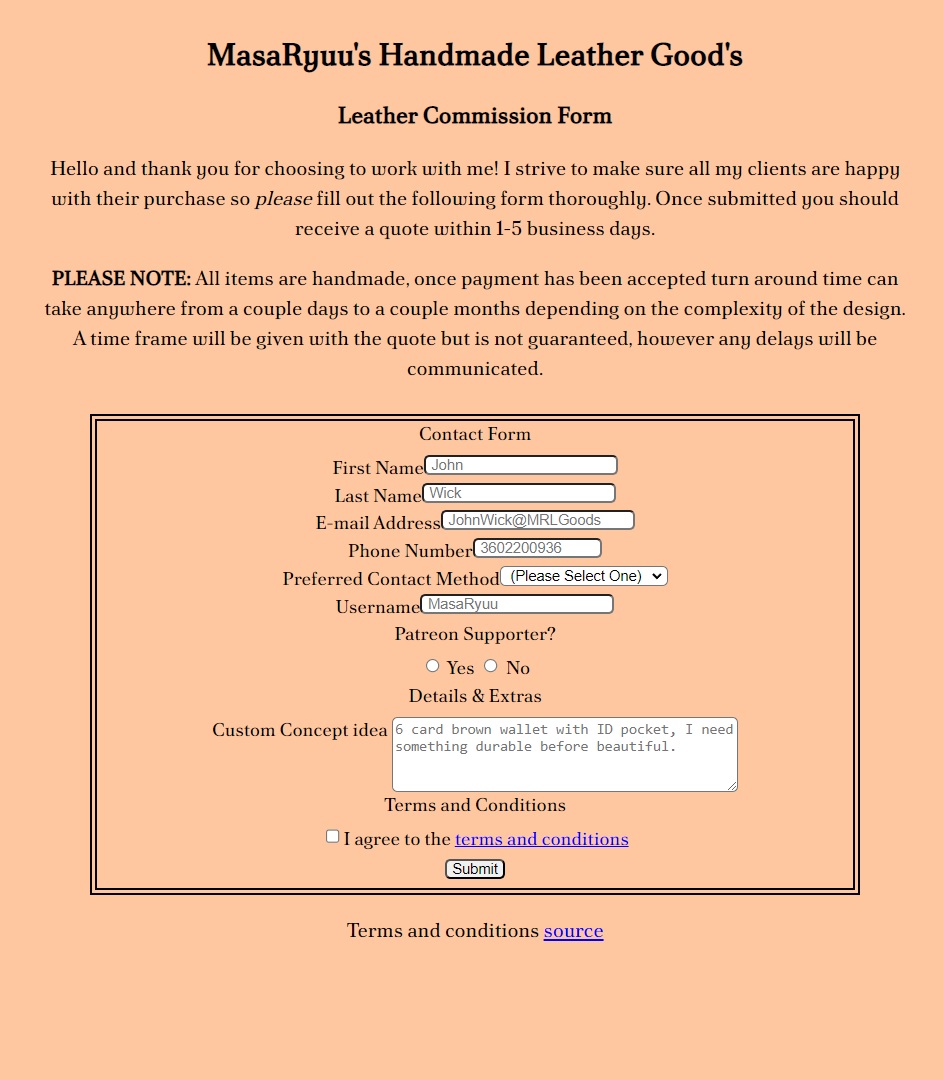 MasaRyuu's Handmade Leather Good's
Leather Commission Form
Hello and thank you for choosing to work with me! I strive to make sure all my clients are happy
with their purchase so please fill out the following form thoroughly. Once submitted you should
receive a quote within 1-5 business days.
PLEASE NOTE: All items are handmade, once payment has been accepted turn around time can
take anywhere from a couple days to a couple months depending on the complexity of the design.
A time frame will be given with the quote but is not guaranteed, however any delays will be
communicated.
Contact Form
First Name John
Last Name Wick
E-mail Address JohnWick@MRLGoods
Phone Number 3602200936
Preferred Contact Method (Please Select One)
Username MasaRyuu
Patreon Supporter?
Yes No
Details & Extras
Custom Concept idea 6 card brown wallet with ID pocket, I need
something durable before beautiful.
Terms and Conditions
I agree to the terms and conditions
Submit
Terms and conditions source